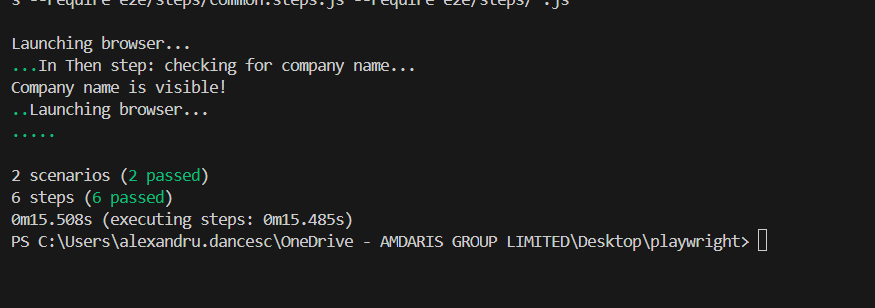 s --require e2e/steps/common.steps.js --require e2e/steps/*.js
Launching browser...
...In Then step: checking for company name...
Company name is visible!
..Launching browser...
.....
2 scenarios (2 passed)
6 steps (6 passed)
0m15.508s (executing steps: 0m15.485s)
PS C:\Users\alexandru.dancesc\OneDrive - AMDARIS GROUP LIMITED\Desktop\playwright>